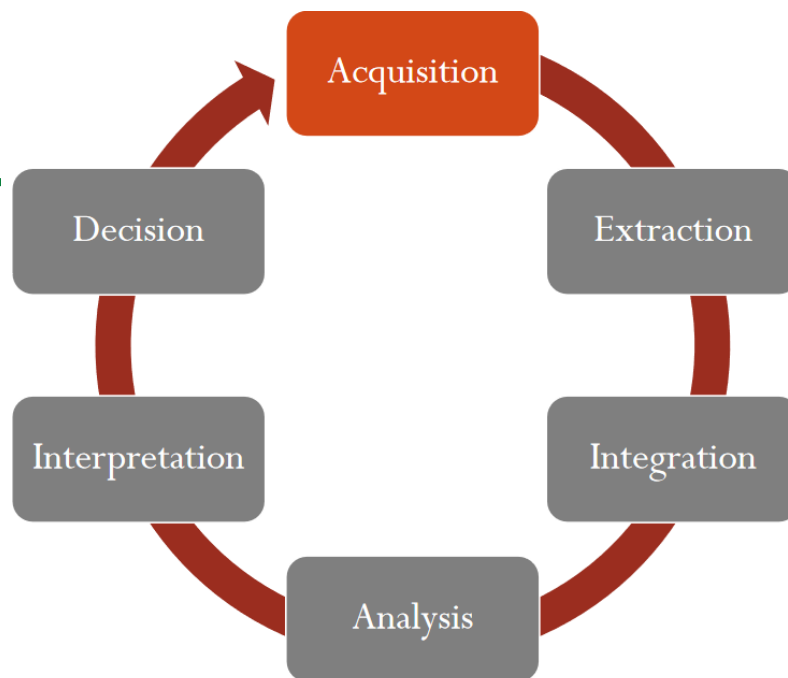 Acquisition
Extraction
Integration
Analysis
Interpretation
Decision